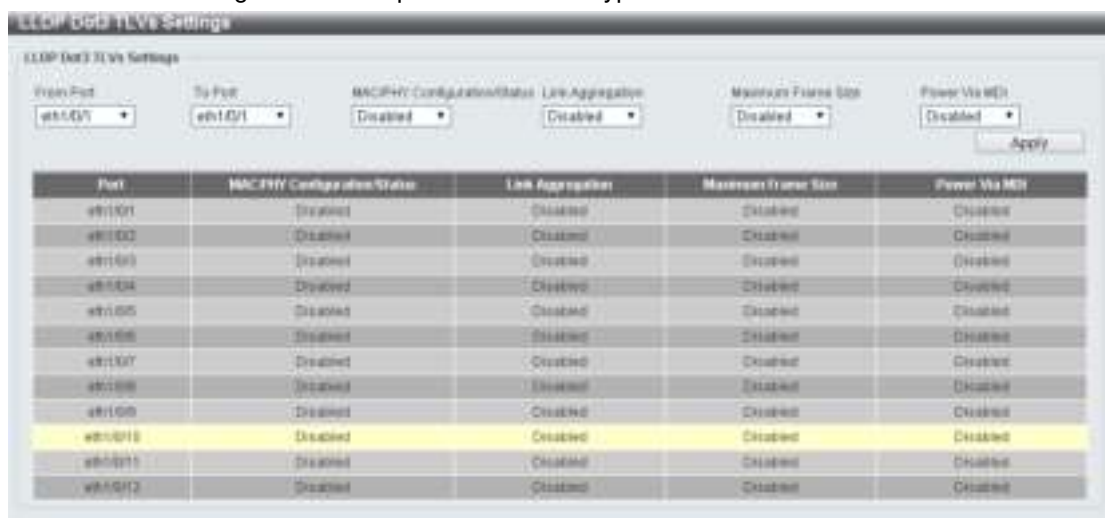 LLDP Dot3 TLVs Settings
LLDP Dot3 TLVs Settings
From Port To Port MAC/PHY Configuration/Status Link Aggregation Maximum Frame Size Power Via MDI
eth1/0/1 eth1/0/1 Disabled Disabled Disabled Disabled
Apply
Port MAC/PHY Configuration/Status Link Aggregation Maximum Frame Size Power Via MDI
eth1/0/1 Disabled Disabled Disabled Disabled
eth1/0/2 Disabled Disabled Disabled Disabled
eth1/0/3 Disabled Disabled Disabled Disabled
eth1/0/4 Disabled Disabled Disabled Disabled
eth1/0/5 Disabled Disabled Disabled Disabled
eth1/0/6 Disabled Disabled Disabled Disabled
eth1/0/7 Disabled Disabled Disabled Disabled
eth1/0/8 Disabled Disabled Disabled Disabled
eth1/0/9 Disabled Disabled Disabled Disabled
eth1/0/10 Disabled Disabled Disabled Disabled
eth1/0/11 Disabled Disabled Disabled Disabled
eth1/0/12 Disabled Disabled Disabled Disabled